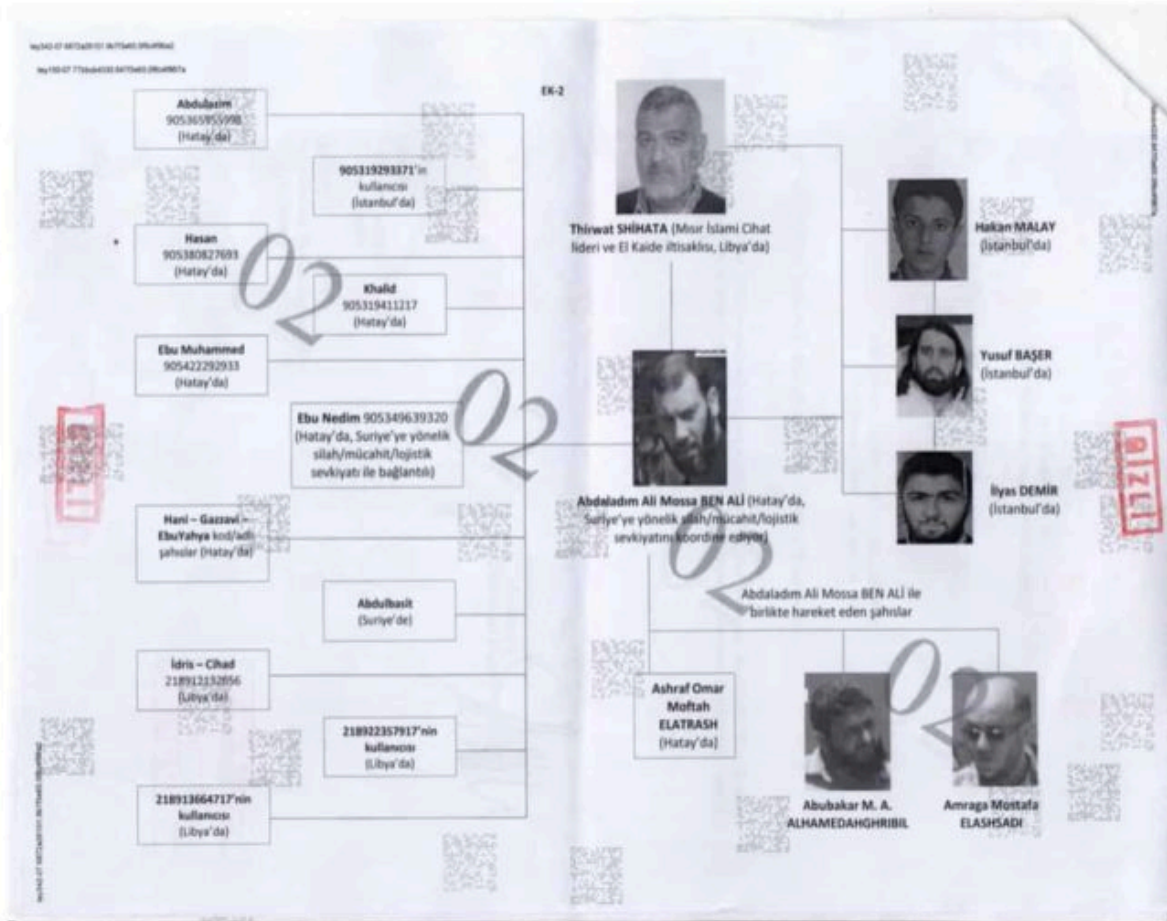 EK-2
Abdulazim
905365955998
(Hatay'da)
905319293371'in
kullanıcısı
(İstanbul'da)
Hasan
905380827693
(Hatay'da)
Khalid
905319411217
(Hatay'da)
Ebu Muhammed
905422292933
(Hatay'da)
Ebu Nedim 905349639320
(Hatay'da, Suriye'ye yönelik
silah/mücahit/lojistik
sevkiyatı ile bağlantılı)
Hani – Gazzavi –
EbuYahya kod/adlı
şahıslar (Hatay'da)
Abdulbasit
(Suriye'de)
İdris – Cihad
218912132856
(Libya'da)
218922357917'nin
kullanıcısı
(Libya'da)
218913664717'nin
kullanıcısı
(Libya'da)
Thirwat SHİHATA (Mısır İslami Cihat
lideri ve El Kaide iltisaklısı, Libya'da)
Abdaladım Ali Mossa BEN ALİ (Hatay'da,
Suriye'ye yönelik silah/mücahit/lojistik
sevkiyatını koordine ediyor)
Hakan MALAY
(İstanbul'da)
Yusuf BAŞER
(İstanbul'da)
İlyas DEMİR
(İstanbul'da)
Abdaladım Ali Mossa BEN ALİ ile
birlikte hareket eden şahıslar
Ashraf Omar
Moftah
ELATRASH
(Hatay'da)
Abubakar M. A.
ALHAMEDAHGHRIBIL
Amraga Mostafa
ELASHSADI
02
02
02
02
GİZLİ
GİZLİ